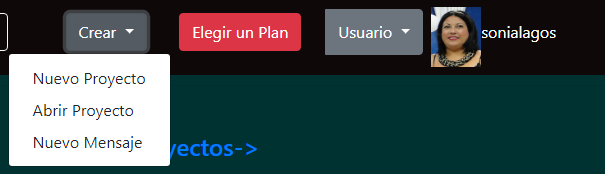 Crear
Elegir un Plan
Usuario
sonialagos
Nuevo Proyecto
Abrir Proyecto
Nuevo Mensaje
yectos->